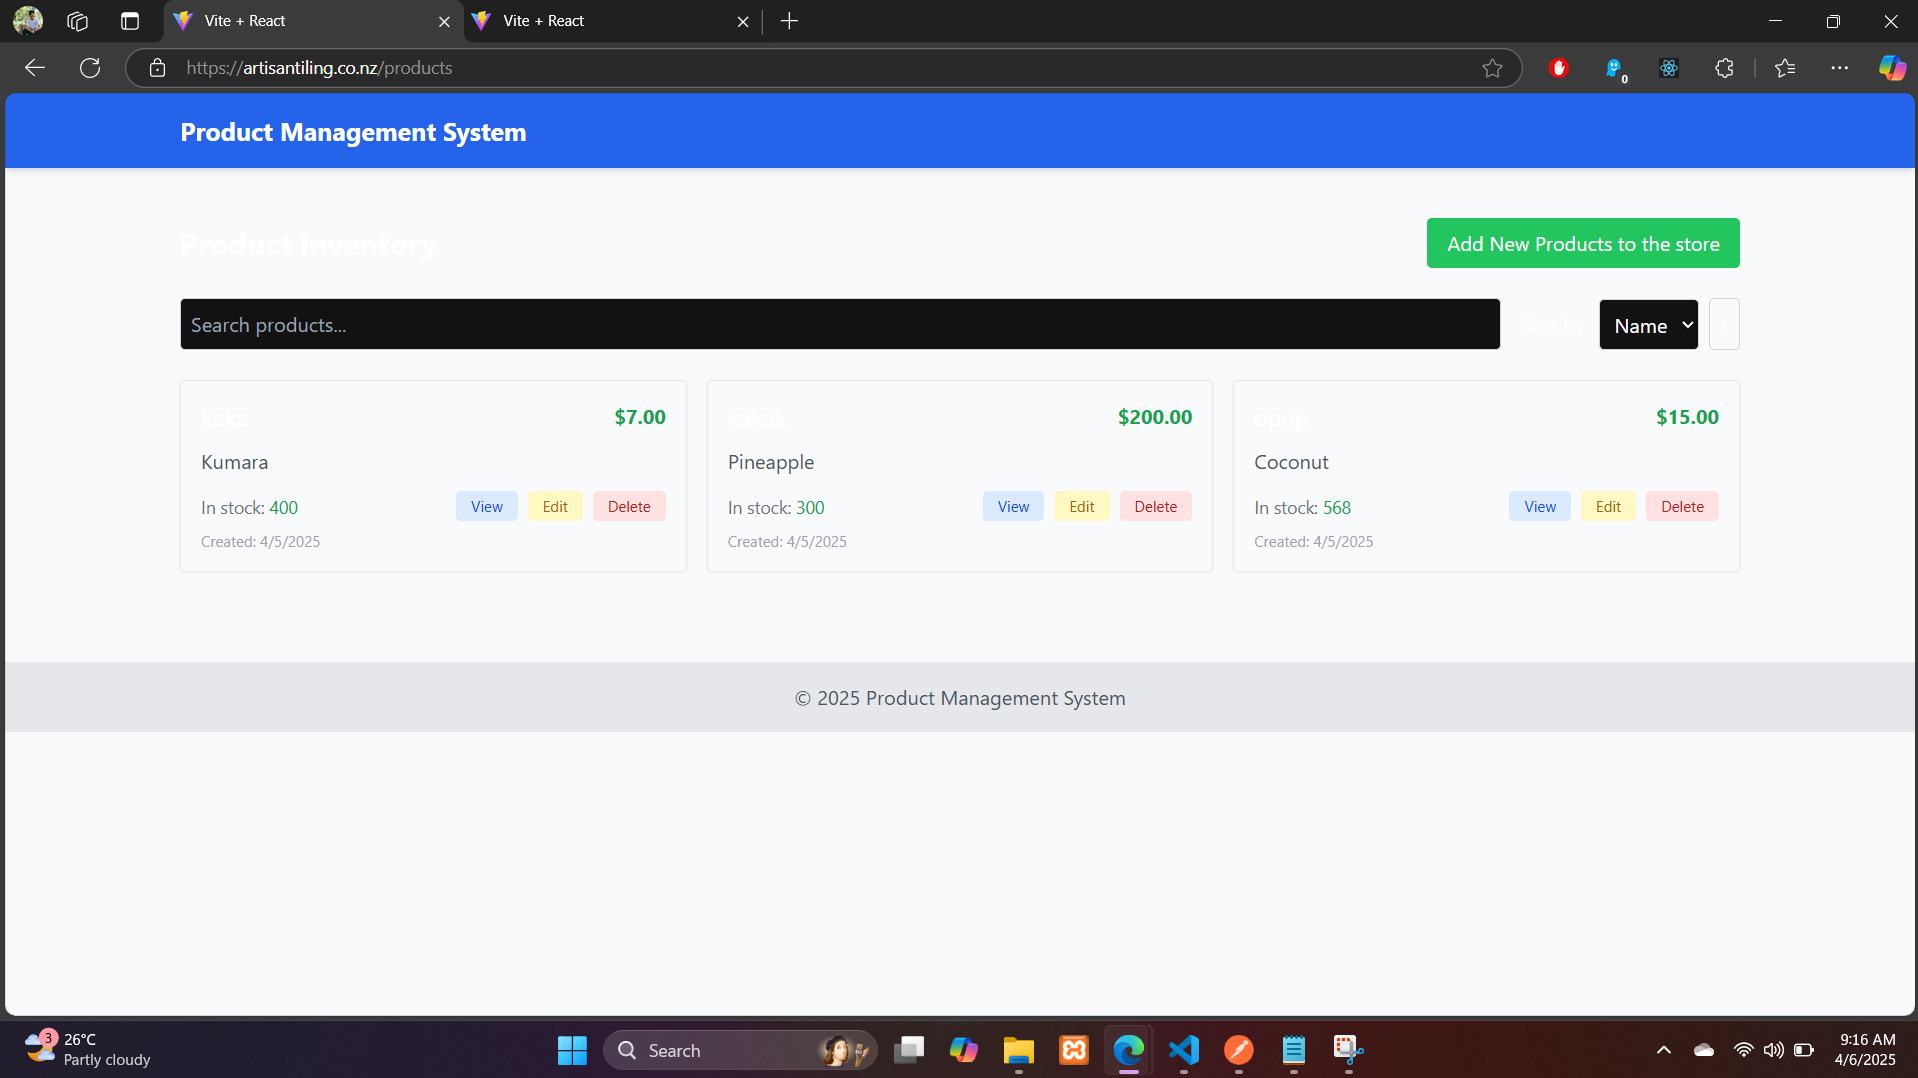 Vite + React
Vite + React
https://artisantiling.co.nz/products
0
Product Management System
Product Inventory
Add New Products to the store
Search products...
Sort by
Name
kaka
$7.00
Kumara
In stock: 400
View
Edit
Delete
Created: 4/5/2025
kakak
$200.00
Pineapple
In stock: 300
View
Edit
Delete
Created: 4/5/2025
opop
$15.00
Coconut
In stock: 568
View
Edit
Delete
Created: 4/5/2025
© 2025 Product Management System
3
26°C
Partly cloudy
Search
9:16 AM
4/6/2025